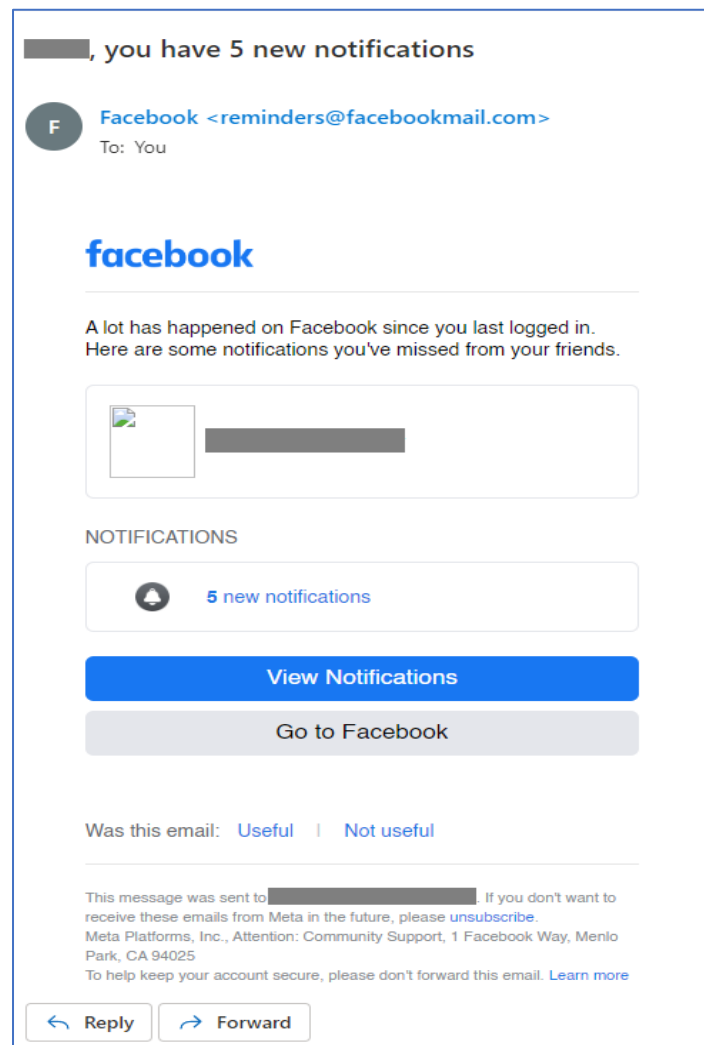 , you have 5 new notifications
F
Facebook <reminders@facebookmail.com>
To: You
facebook
A lot has happened on Facebook since you last logged in.
Here are some notifications you've missed from your friends.
NOTIFICATIONS
5 new notifications
View Notifications
Go to Facebook
Was this email: Useful | Not useful
This message was sent to . If you don't want to
receive these emails from Meta in the future, please unsubscribe.
Meta Platforms, Inc., Attention: Community Support, 1 Facebook Way, Menlo
Park, CA 94025
To help keep your account secure, please don't forward this email. Learn more
Reply Forward